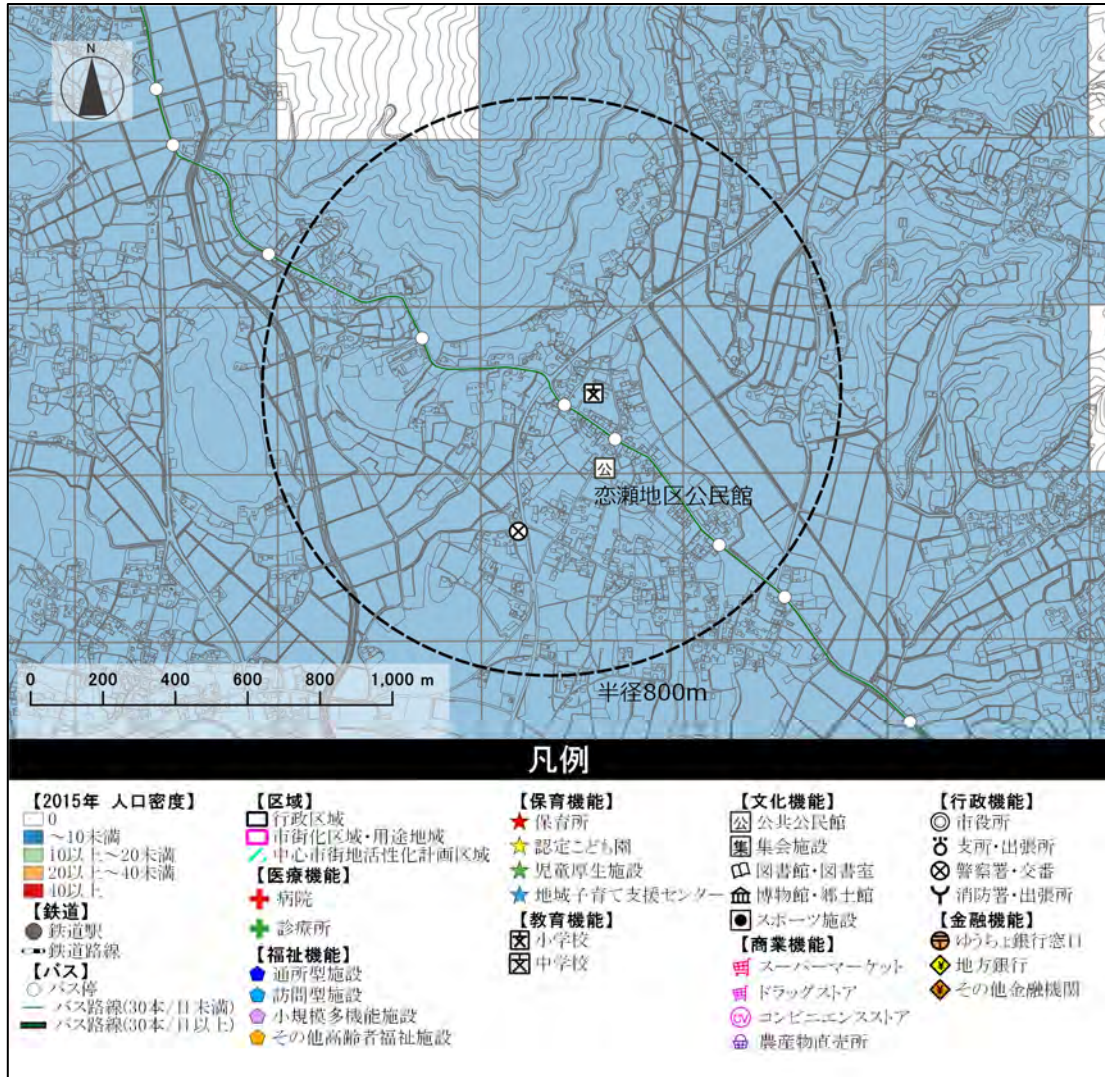 N
文
公
恋瀬地区公民館
0 200 400 600 800 1,000 m
半径800m
凡例
【2015年 人口密度】
0
～10未満
10以上～20未満
20以上～40未満
40以上
【鉄道】
鉄道駅
鉄道路線
【バス】
バス停
バス路線(30本/日未満)
バス路線(30本/日以上)
【区域】
行政区域
市街化区域・用途地域
中心市街地活性化計画区域
【医療機能】
病院
診療所
【福祉機能】
通所型施設
訪問型施設
小規模多機能施設
その他高齢者福祉施設
【保育機能】
保育所
認定こども園
児童厚生施設
地域子育て支援センター
【教育機能】
文 小学校
文 中学校
【文化機能】
公 公共公民館
集 集会施設
図書館・図書室
博物館・郷土館
スポーツ施設
【商業機能】
スーパーマーケット
ドラッグストア
CV コンビニエンスストア
農産物直売所
【行政機能】
市役所
支所・出張所
警察署・交番
消防署・出張所
【金融機能】
ゆうちょ銀行窓口
¥ 地方銀行
¥ その他金融機関